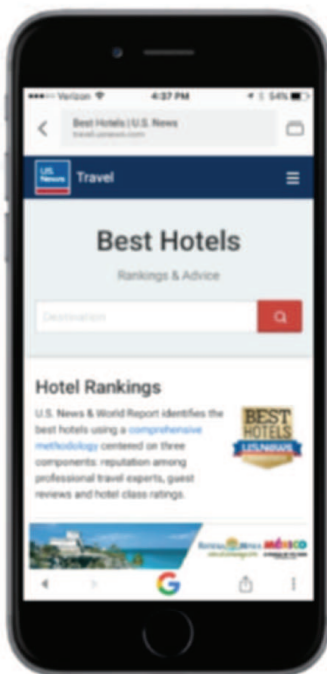 Verizon 4:37 PM 54%
Best Hotels | U.S. News
travel.usnews.com
U.S.
News
Travel
Best Hotels
Rankings & Advice
Destination
Hotel Rankings
U.S. News & World Report identifies the
best hotels using a comprehensive
methodology centered on three
components: reputation among
professional travel experts, guest
reviews and hotel class ratings.
BEST
HOTELS
U.S.NEWS
MÉXICO
G